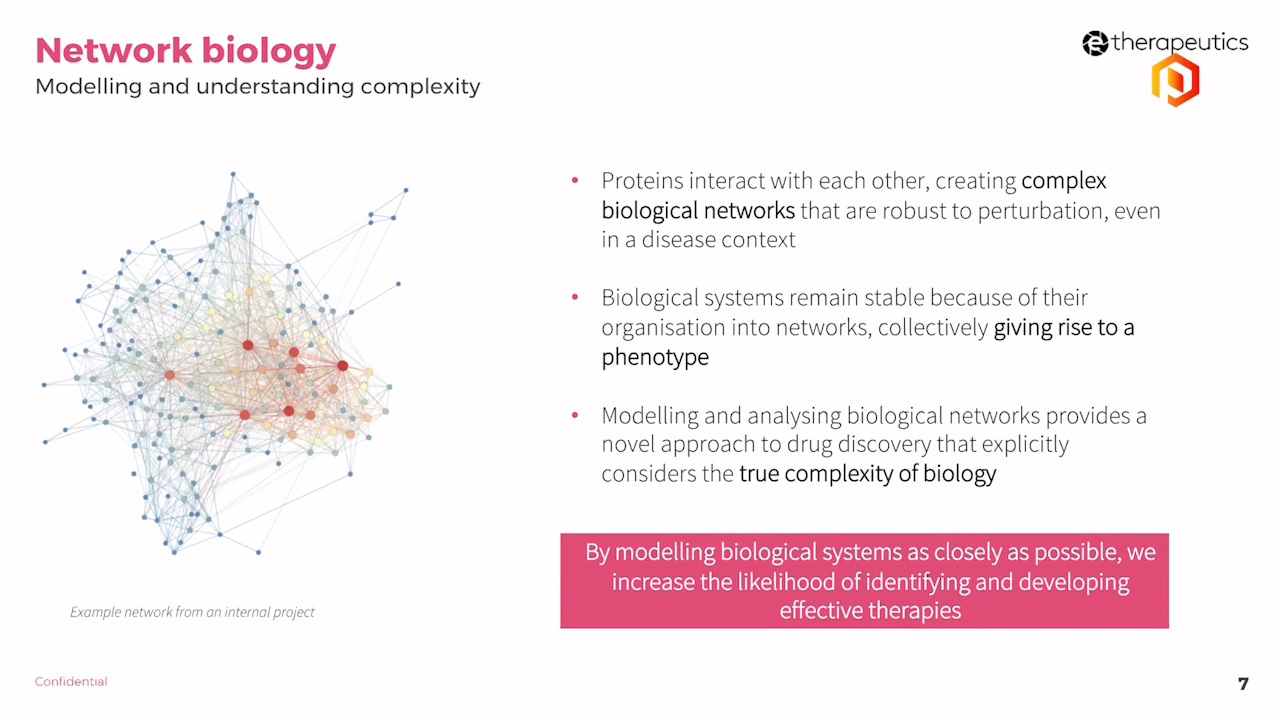 Network biology
Modelling and understanding complexity
e therapeutics
• Proteins interact with each other, creating complex
biological networks that are robust to perturbation, even
in a disease context
• Biological systems remain stable because of their
organisation into networks, collectively giving rise to a
phenotype
• Modelling and analysing biological networks provides a
novel approach to drug discovery that explicitly
considers the true complexity of biology
By modelling biological systems as closely as possible, we
increase the likelihood of identifying and developing
effective therapies
Example network from an internal project
Confidential
7